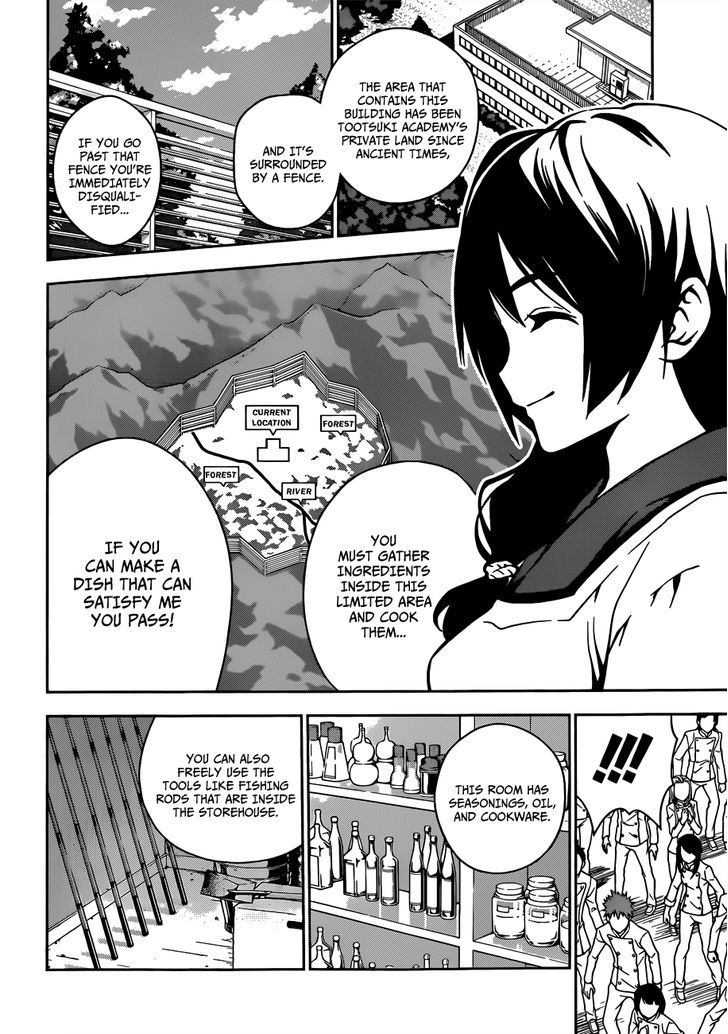 THE AREA THAT
CONTAINS THIS
BUILDING HAS BEEN
TOOTSUKI ACADEMY'S
PRIVATE LAND SINCE
ANCIENT TIMES,
AND IT'S
SURROUNDED
BY A FENCE.
IF YOU GO
PAST THAT
FENCE YOU'RE
IMMEDIATELY
DISQUALI-
FIED...
CURRENT
LOCATION
FOREST
FOREST
RIVER
YOU
MUST GATHER
INGREDIENTS
INSIDE THIS
LIMITED AREA
AND COOK
THEM...
IF YOU
CAN MAKE A
DISH THAT CAN
SATISFY ME
YOU PASS!
!!!
THIS ROOM HAS
SEASONINGS, OIL,
AND COOKWARE.
YOU CAN ALSO
FREELY USE THE
TOOLS LIKE FISHING
RODS THAT ARE INSIDE
THE STOREHOUSE.